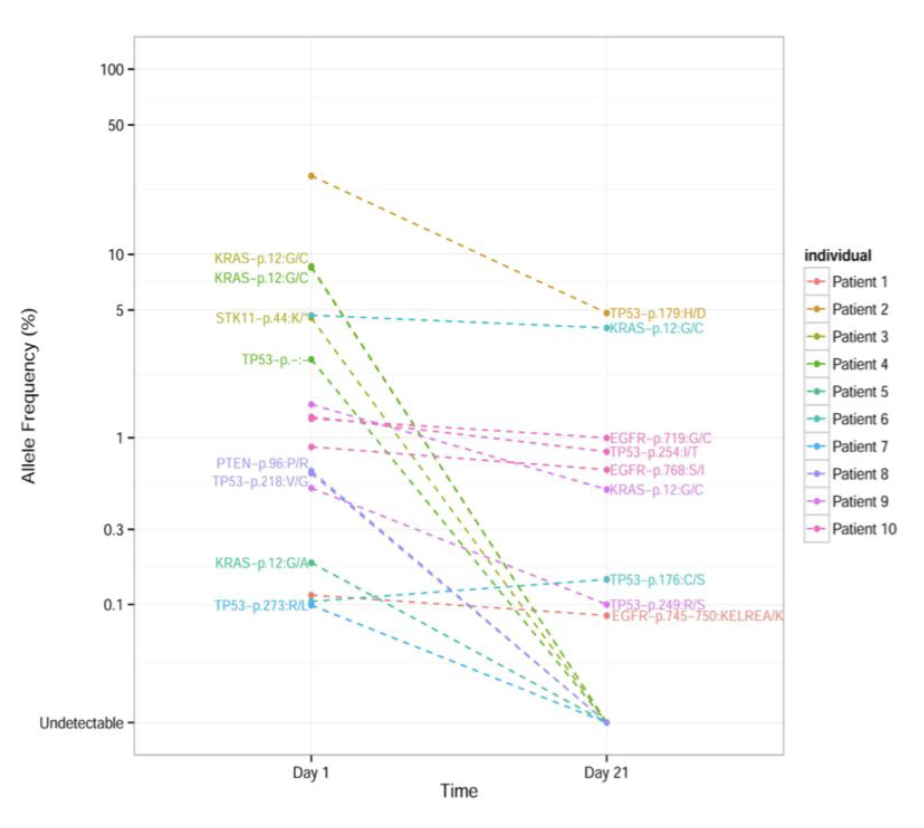 100
50
10
5
1
0.3
0.1
Undetectable
Allele Frequency (%)
KRAS-p.12:G/C
KRAS-p.12:G/C
STK11-p.44:K/*
TP53-p.-:-
PTEN-p.96:P/R
TP53-p.218:V/G
KRAS-p.12:G/A
TP53-p.273:R/L
TP53-p.179:H/D
KRAS-p.12:G/C
EGFR-p.719:G/C
TP53-p.254:I/T
EGFR-p.768:S/I
KRAS-p.12:G/C
TP53-p.176:C/S
TP53-p.249:R/S
EGFR-p.745-750:KELREA/K
Day 1
Day 21
Time
individual
Patient 1
Patient 2
Patient 3
Patient 4
Patient 5
Patient 6
Patient 7
Patient 8
Patient 9
Patient 10